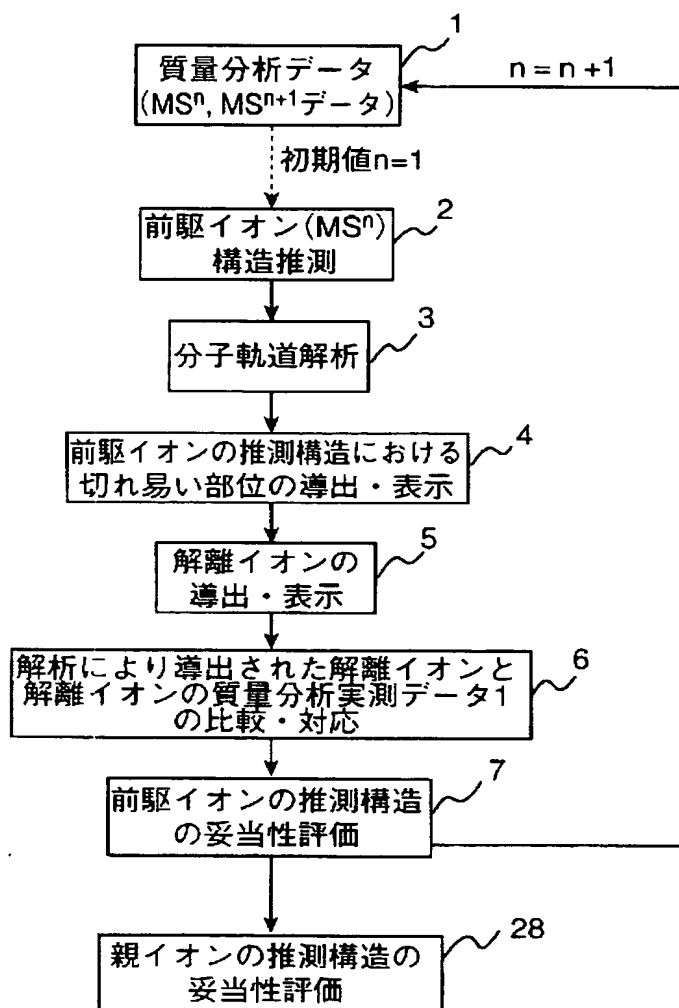 1
質量分析データ
(MSⁿ, MSⁿ⁺¹データ)
n = n +1
初期値n=1
2
前駆イオン(MSⁿ)
構造推測
3
分子軌道解析
4
前駆イオンの推測構造における
切れ易い部位の導出・表示
5
解離イオンの
導出・表示
6
解析により導出された解離イオンと
解離イオンの質量分析実測データ1
の比較・対応
7
前駆イオンの推測構造
の妥当性評価
28
親イオンの推測構造の
妥当性評価